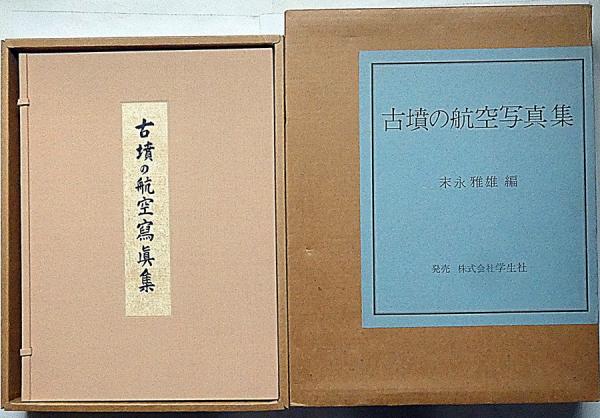 古墳の航空寫眞集
古墳の航空写真集
末永雅雄 編
発売 株式会社学生社